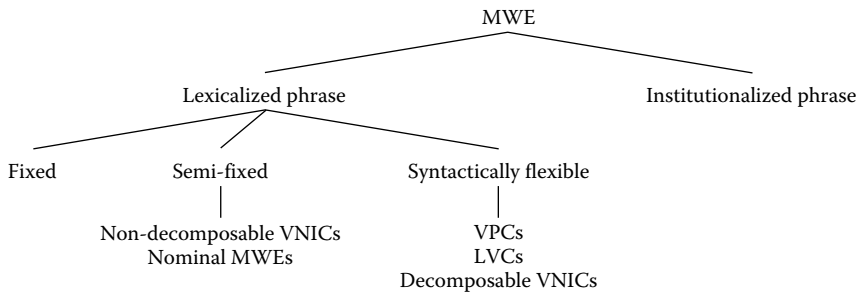 MWE
Lexicalized phrase
Institutionalized phrase
Fixed
Semi-fixed
Syntactically flexible
Non-decomposable VNICs
Nominal MWEs
VPCs
LVCs
Decomposable VNICs